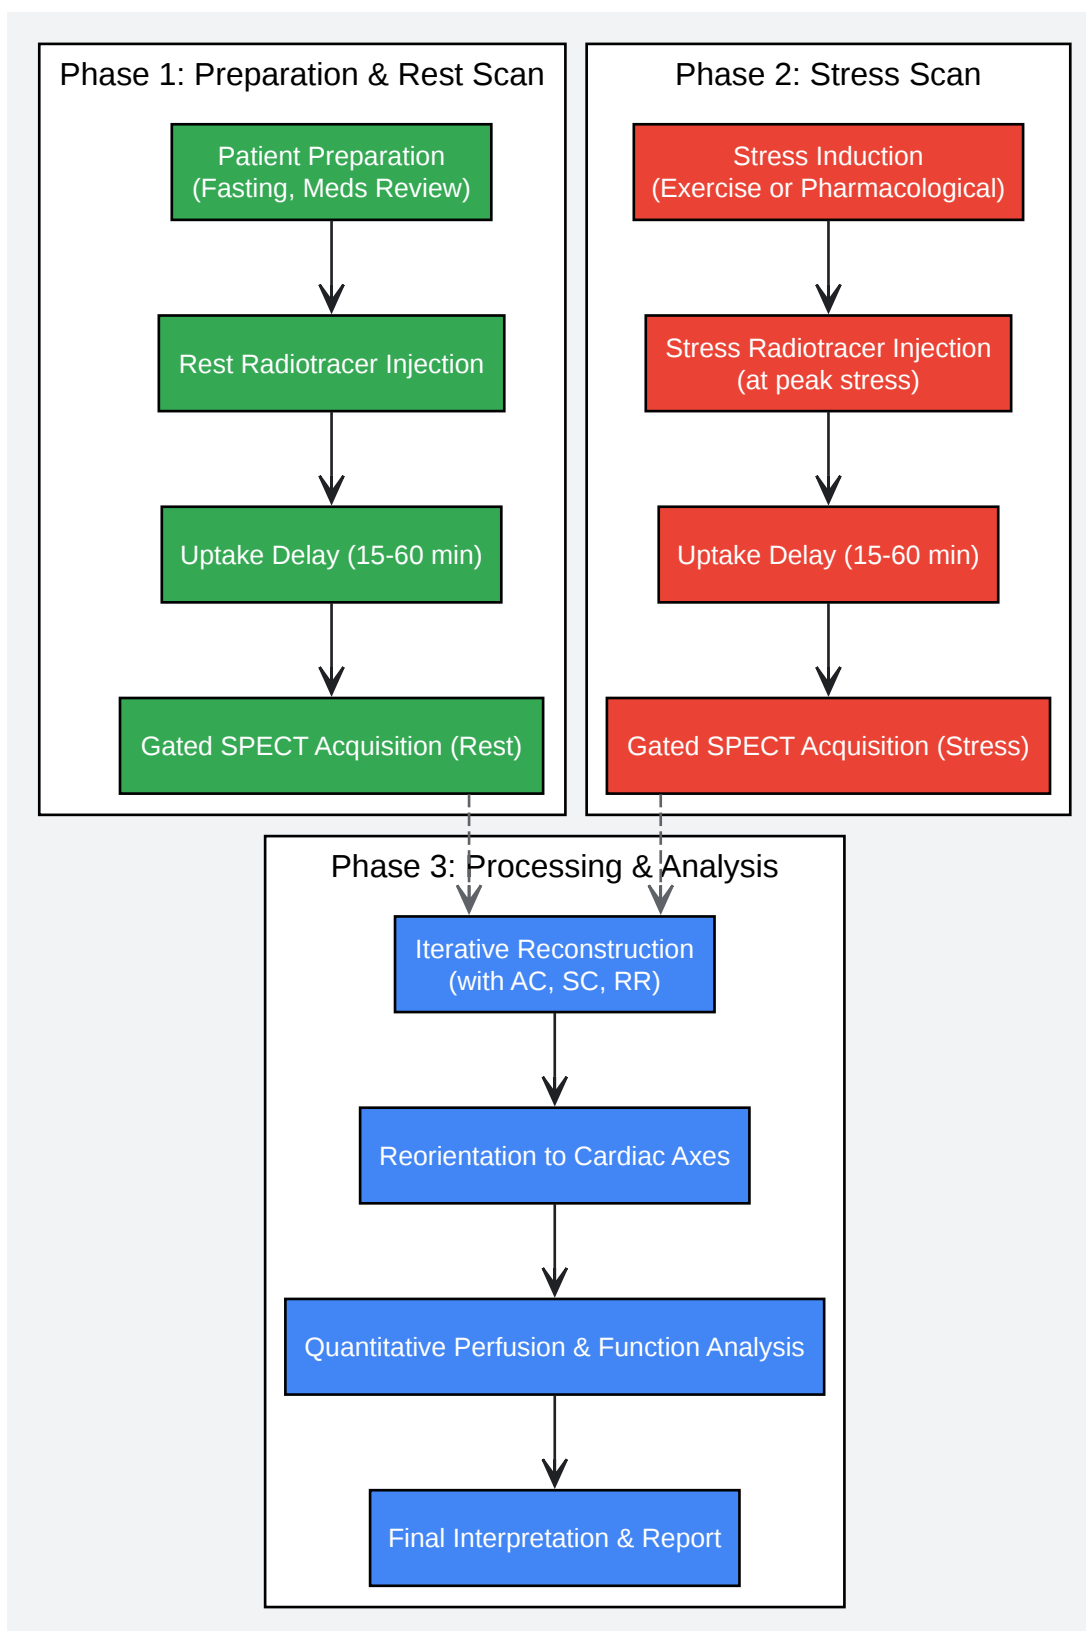 Phase 1: Preparation & Rest Scan
Patient Preparation
(Fasting, Meds Review)
Rest Radiotracer Injection
Uptake Delay (15-60 min)
Gated SPECT Acquisition (Rest)
Phase 2: Stress Scan
Stress Induction
(Exercise or Pharmacological)
Stress Radiotracer Injection
(at peak stress)
Uptake Delay (15-60 min)
Gated SPECT Acquisition (Stress)
Phase 3: Processing & Analysis
Iterative Reconstruction
(with AC, SC, RR)
Reorientation to Cardiac Axes
Quantitative Perfusion & Function Analysis
Final Interpretation & Report